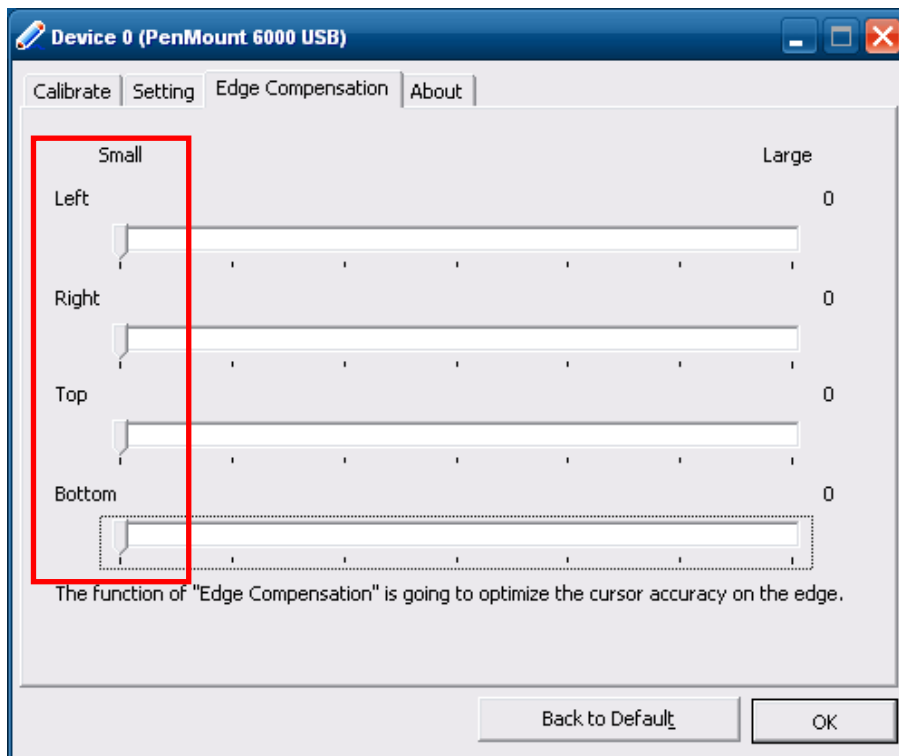 Device 0 (PenMount 6000 USB)
Calibrate Setting Edge Compensation About
Small Large
Left 0
Right 0
Top 0
Bottom 0
The function of "Edge Compensation" is going to optimize the cursor accuracy on the edge.
Back to Default OK